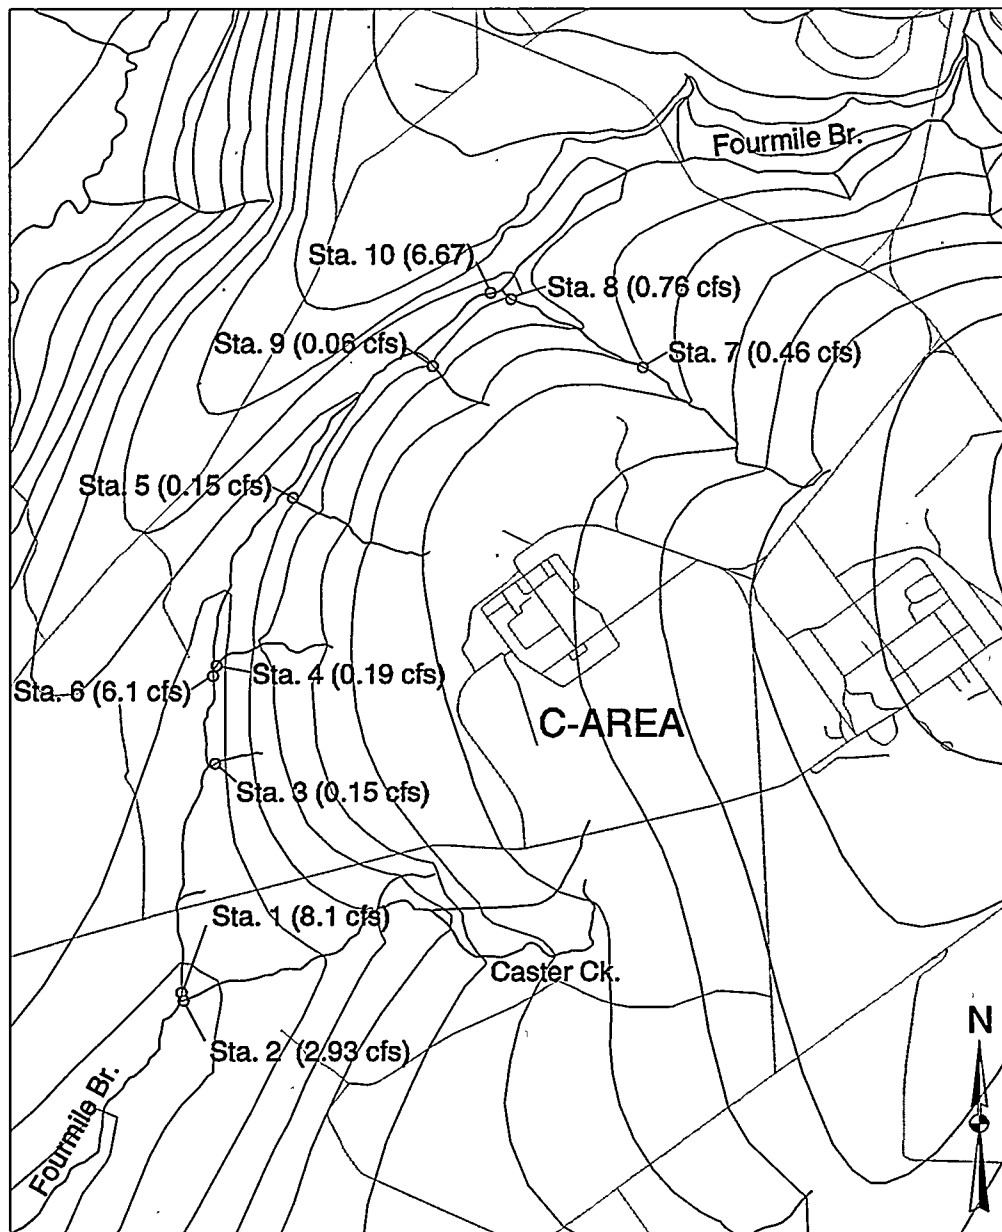 Fourmile Br.
Sta. 10 (6.67)
Sta. 8 (0.76 cfs)
Sta. 9 (0.06 cfs)
Sta. 7 (0.46 cfs)
Sta. 5 (0.15 cfs)
Sta. 4 (0.19 cfs)
Sta. 6 (6.1 cfs)
C-AREA
Sta. 3 (0.15 cfs)
Sta. 1 (8.1 cfs)
Caster Ck.
N
Sta. 2 (2.93 cfs)
Fourmile Br.